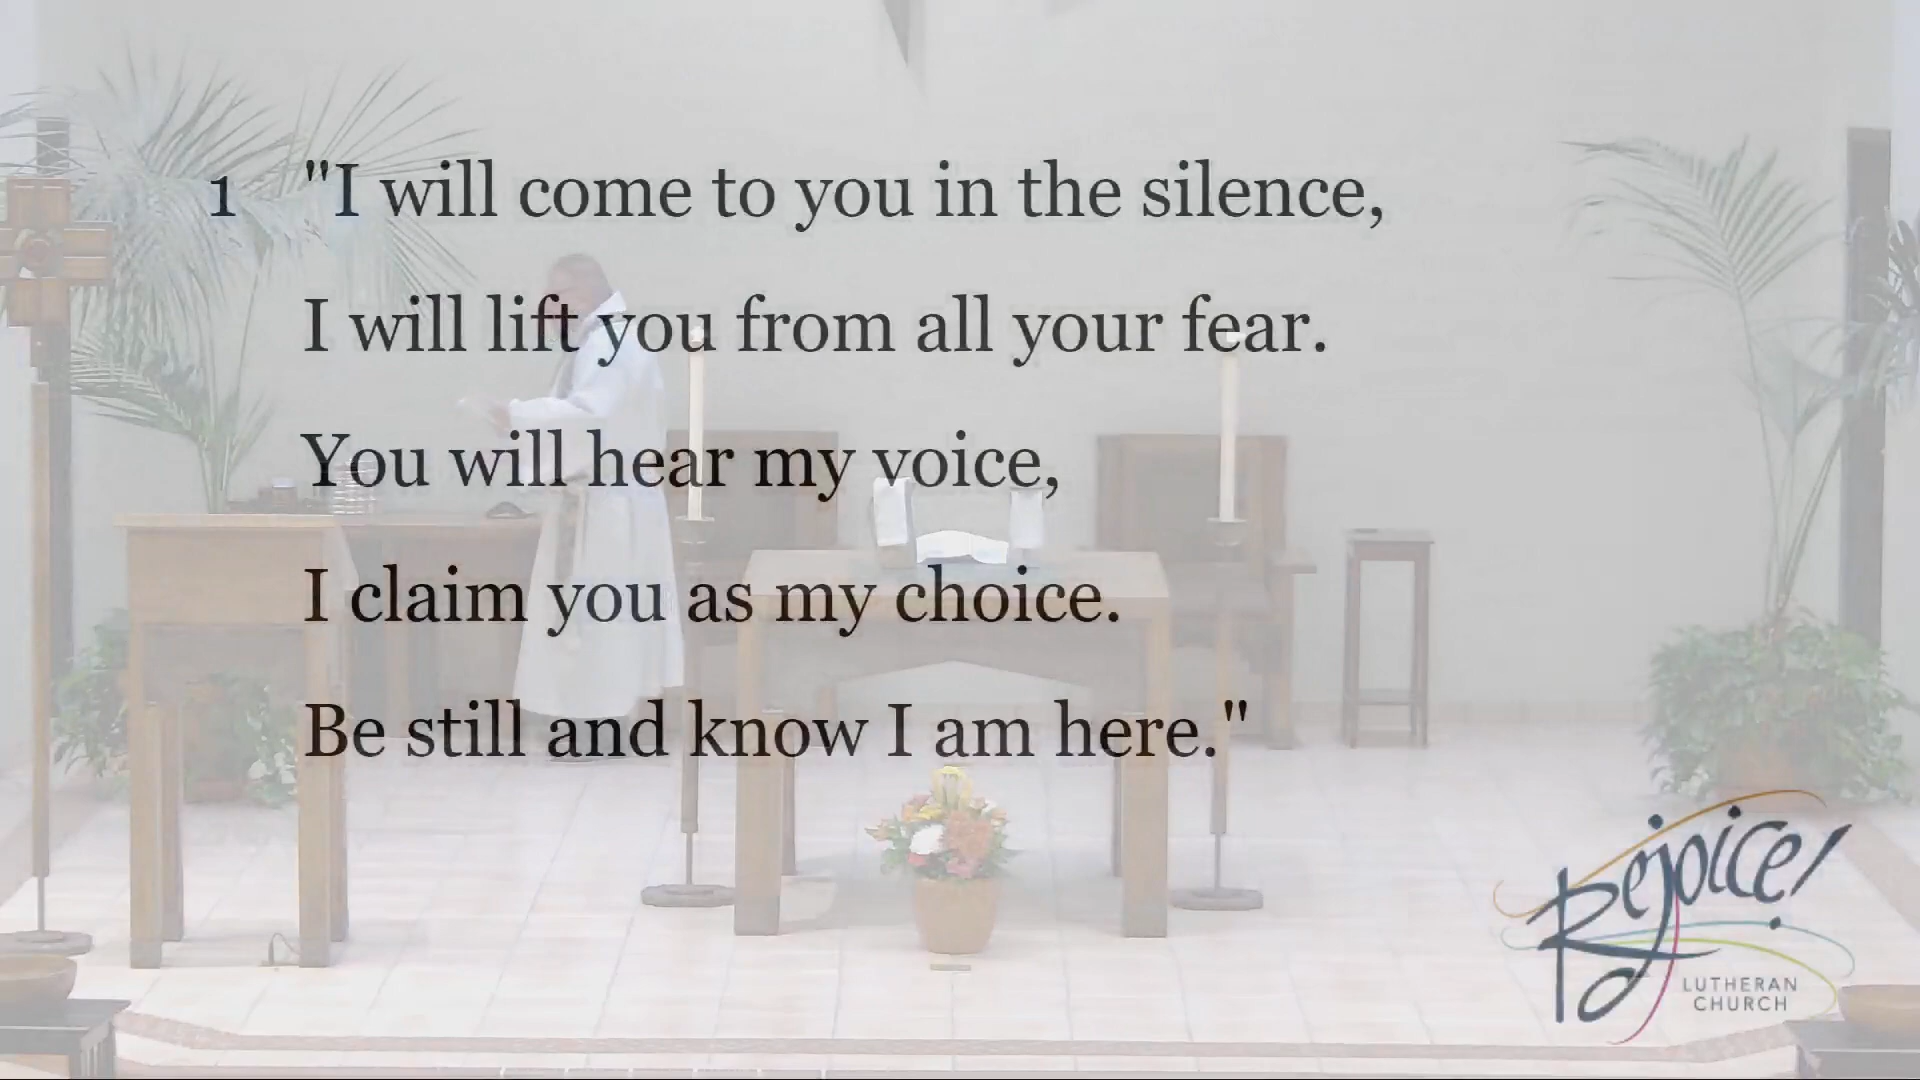 1 "I will come to you in the silence,
I will lift you from all your fear.
You will hear my voice,
I claim you as my choice.
Be still and know I am here."
Rejoice!
LUTHERAN
CHURCH